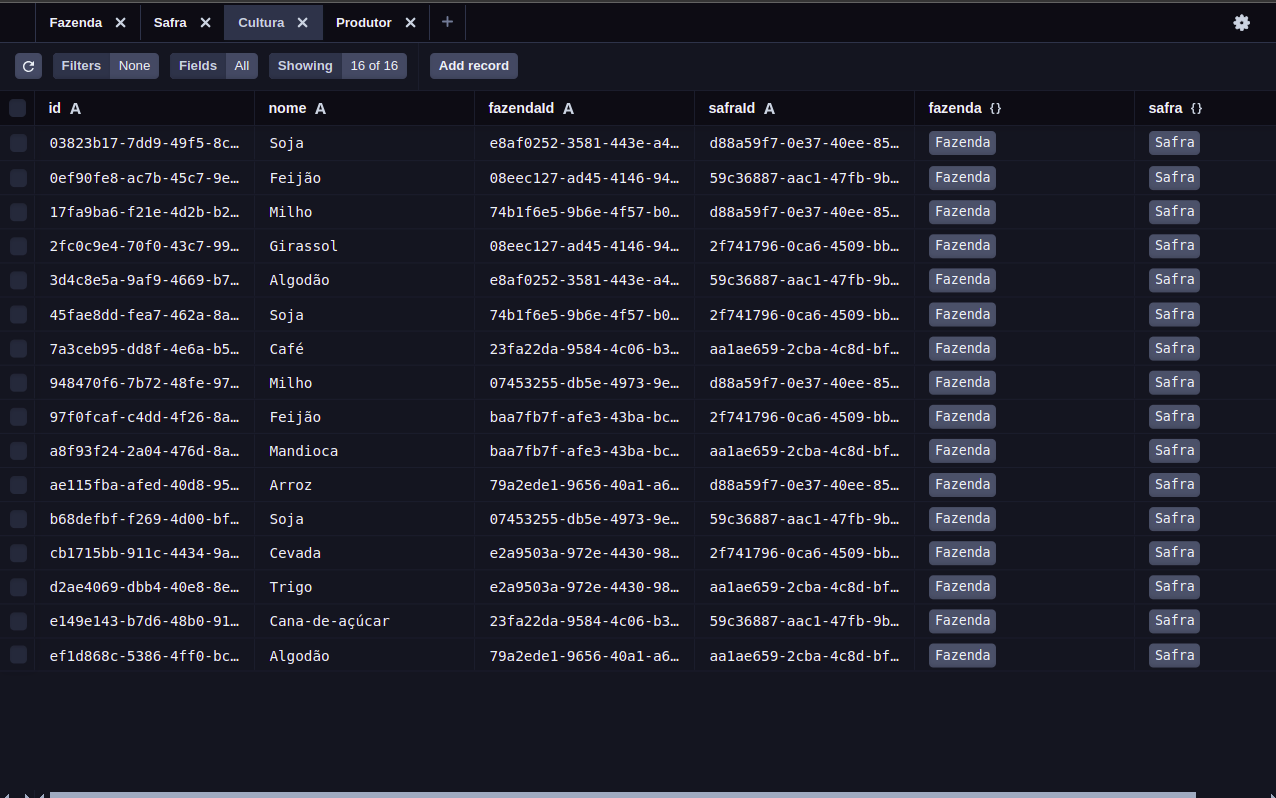 Fazenda Safra Cultura Produtor +
Filters None Fields All Showing 16 of 16 Add record
id A nome A fazendaId A safraId A fazenda {} safra {}
03823b17-7dd9-49f5-8c… Soja e8af0252-3581-443e-a4… d88a59f7-0e37-40ee-85… Fazenda Safra
0ef90fe8-ac7b-45c7-9e… Feijão 08eec127-ad45-4146-94… 59c36887-aac1-47fb-9b… Fazenda Safra
17fa9ba6-f21e-4d2b-b2… Milho 74b1f6e5-9b6e-4f57-b0… d88a59f7-0e37-40ee-85… Fazenda Safra
2fc0c9e4-70f0-43c7-99… Girassol 08eec127-ad45-4146-94… 2f741796-0ca6-4509-bb… Fazenda Safra
3d4c8e5a-9af9-4669-b7… Algodão e8af0252-3581-443e-a4… 59c36887-aac1-47fb-9b… Fazenda Safra
45fae8dd-fea7-462a-8a… Soja 74b1f6e5-9b6e-4f57-b0… 2f741796-0ca6-4509-bb… Fazenda Safra
7a3ceb95-dd8f-4e6a-b5… Café 23fa22da-9584-4c06-b3… aa1ae659-2cba-4c8d-bf… Fazenda Safra
948470f6-7b72-48fe-97… Milho 07453255-db5e-4973-9e… d88a59f7-0e37-40ee-85… Fazenda Safra
97f0fcaf-c4dd-4f26-8a… Feijão baa7fb7f-afe3-43ba-bc… 2f741796-0ca6-4509-bb… Fazenda Safra
a8f93f24-2a04-476d-8a… Mandioca baa7fb7f-afe3-43ba-bc… aa1ae659-2cba-4c8d-bf… Fazenda Safra
ae115fba-afed-40d8-95… Arroz 79a2ede1-9656-40a1-a6… d88a59f7-0e37-40ee-85… Fazenda Safra
b68defbf-f269-4d00-bf… Soja 07453255-db5e-4973-9e… 59c36887-aac1-47fb-9b… Fazenda Safra
cb1715bb-911c-4434-9a… Cevada e2a9503a-972e-4430-98… 2f741796-0ca6-4509-bb… Fazenda Safra
d2ae4069-dbb4-40e8-8e… Trigo e2a9503a-972e-4430-98… aa1ae659-2cba-4c8d-bf… Fazenda Safra
e149e143-b7d6-48b0-91… Cana-de-açúcar 23fa22da-9584-4c06-b3… 59c36887-aac1-47fb-9b… Fazenda Safra
ef1d868c-5386-4ff0-bc… Algodão 79a2ede1-9656-40a1-a6… aa1ae659-2cba-4c8d-bf… Fazenda Safra